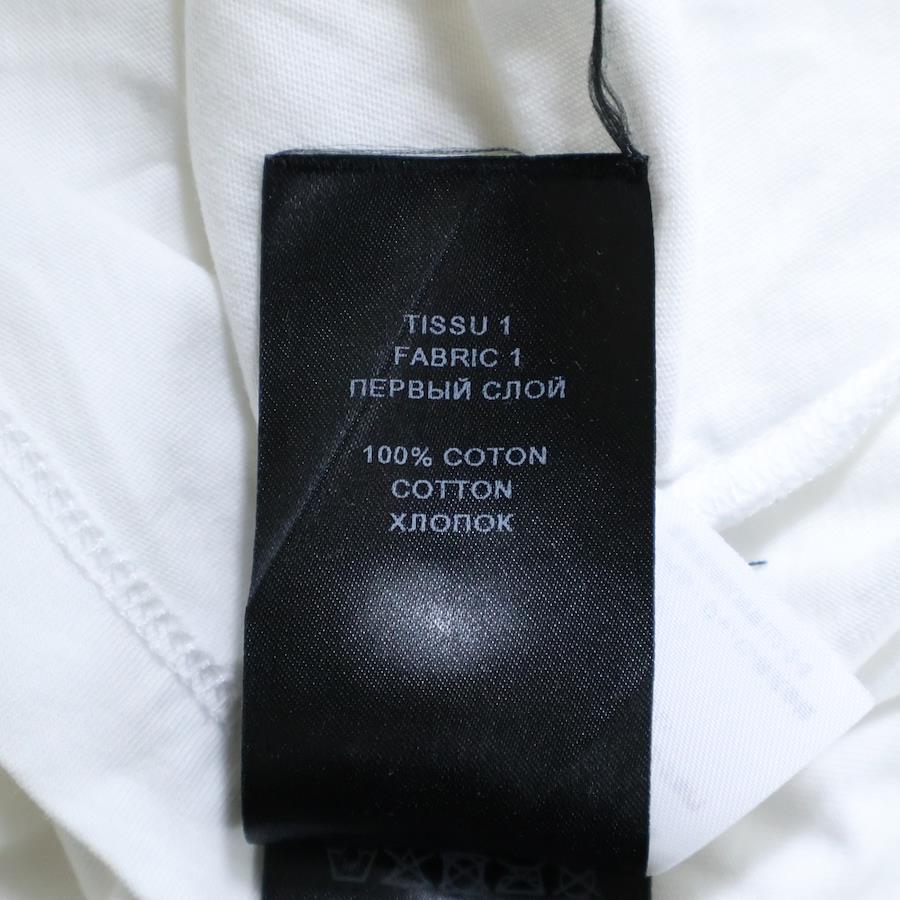 TISSU 1
FABRIC 1
ПЕРВЫЙ СЛОЙ
100% COTON
COTTON
ХЛОПОК